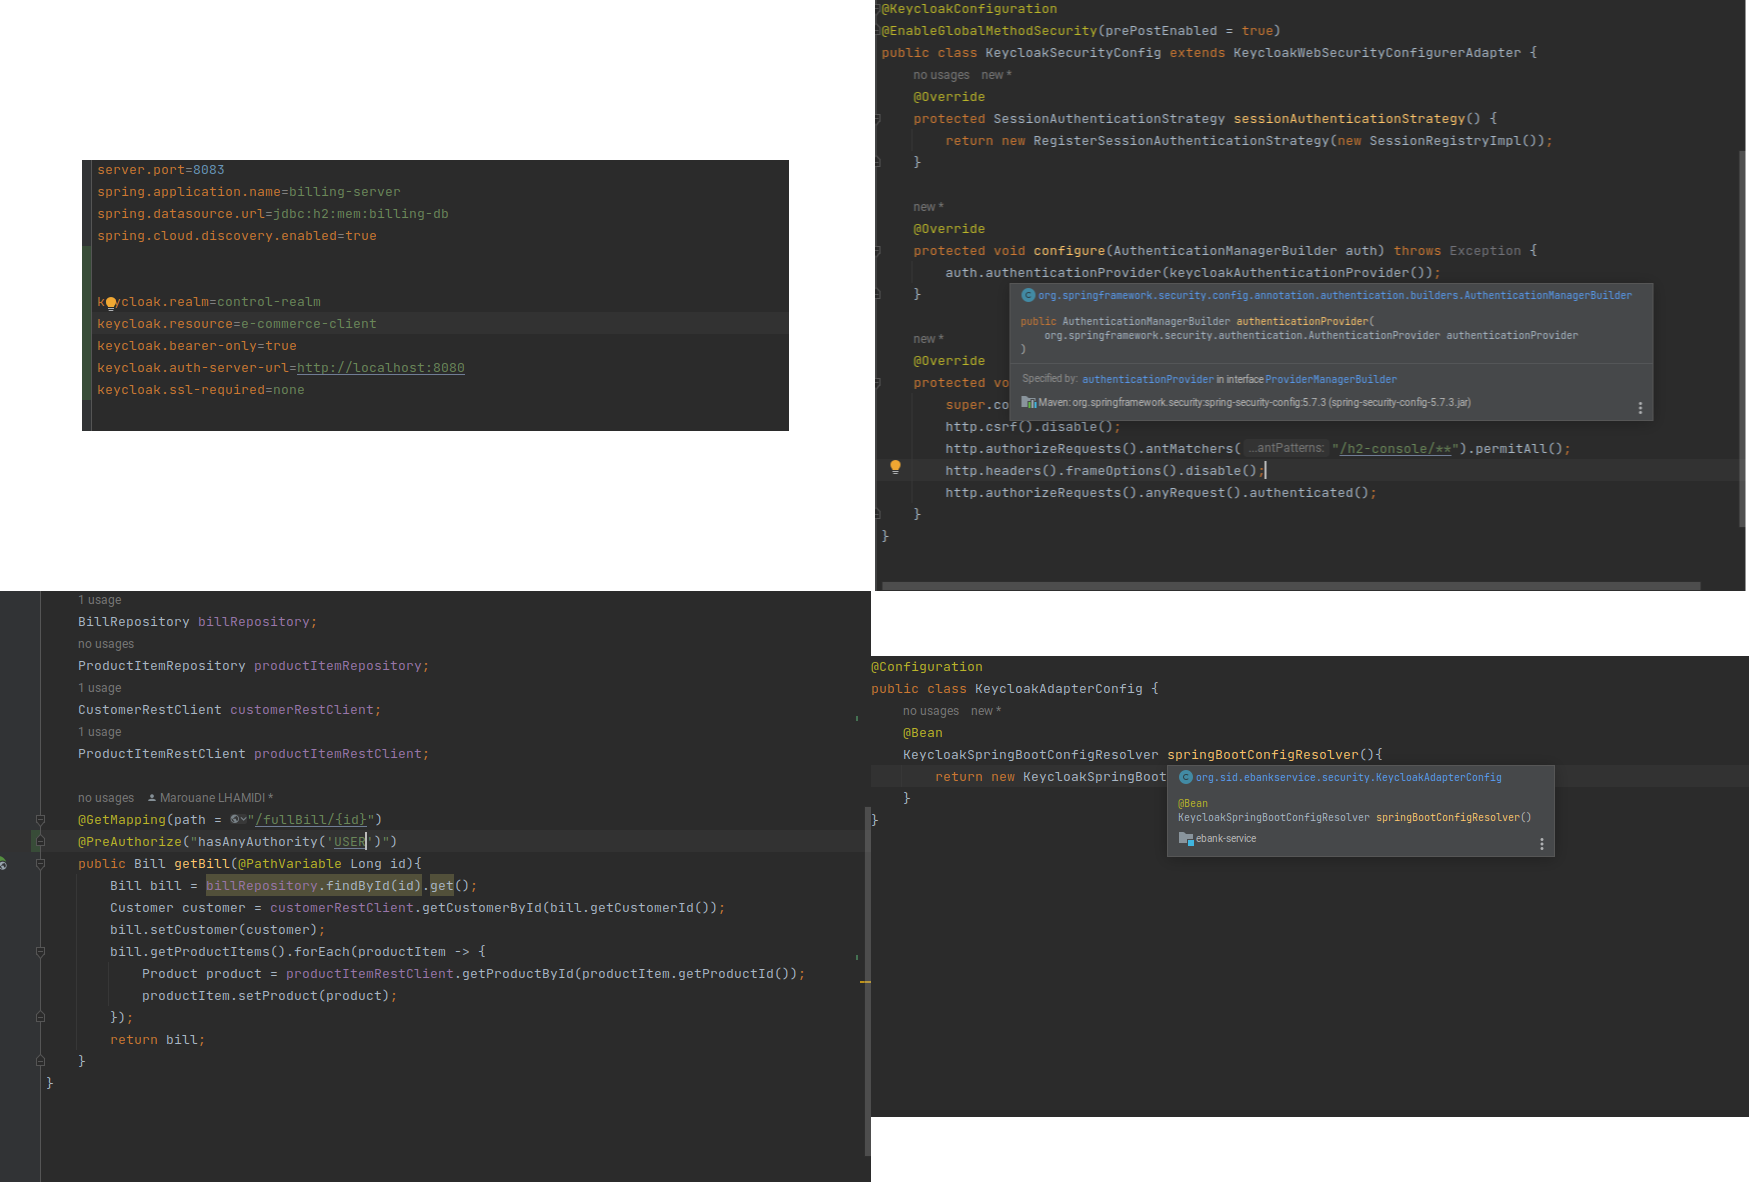 server.port=8083
spring.application.name=billing-server
spring.datasource.url=jdbc:h2:mem:billing-db
spring.cloud.discovery.enabled=true
keycloak.realm=control-realm
keycloak.resource=e-commerce-client
keycloak.bearer-only=true
keycloak.auth-server-url=http://localhost:8080
keycloak.ssl-required=none
@KeycloakConfiguration
@EnableGlobalMethodSecurity(prePostEnabled = true)
public class KeycloakSecurityConfig extends KeycloakWebSecurityConfigurerAdapter {
no usages new *
@Override
protected SessionAuthenticationStrategy sessionAuthenticationStrategy() {
return new RegisterSessionAuthenticationStrategy(new SessionRegistryImpl());
}
new *
@Override
protected void configure(AuthenticationManagerBuilder auth) throws Exception {
auth.authenticationProvider(keycloakAuthenticationProvider());
}
org.springframework.security.config.annotation.authentication.builders.AuthenticationManagerBuilder
public AuthenticationManagerBuilder authenticationProvider(
org.springframework.security.authentication.AuthenticationProvider authenticationProvider
)
Specified by: authenticationProvider in interface ProviderManagerBuilder
Maven: org.springframework.security:spring-security-config:5.7.3 (spring-security-config-5.7.3.jar)
new *
@Override
protected vo
super.co
http.csrf().disable();
http.authorizeRequests().antMatchers( ...antPatterns: "/h2-console/**").permitAll();
http.headers().frameOptions().disable();
http.authorizeRequests().anyRequest().authenticated();
}
}
1 usage
BillRepository billRepository;
no usages
ProductItemRepository productItemRepository;
1 usage
CustomerRestClient customerRestClient;
1 usage
ProductItemRestClient productItemRestClient;
no usages Marouane LHAMIDI *
@GetMapping(path = "/fullBill/{id}")
@PreAuthorize("hasAnyAuthority('USER')")
public Bill getBill(@PathVariable Long id){
Bill bill = billRepository.findById(id).get();
Customer customer = customerRestClient.getCustomerById(bill.getCustomerId());
bill.setCustomer(customer);
bill.getProductItems().forEach(productItem -> {
Product product = productItemRestClient.getProductById(productItem.getProductId());
productItem.setProduct(product);
});
return bill;
}
}
@Configuration
public class KeycloakAdapterConfig {
no usages new *
@Bean
KeycloakSpringBootConfigResolver springBootConfigResolver(){
return new KeycloakSpringBoot
}
}
org.sid.ebankservice.security.KeycloakAdapterConfig
@Bean
KeycloakSpringBootConfigResolver springBootConfigResolver()
ebank-service